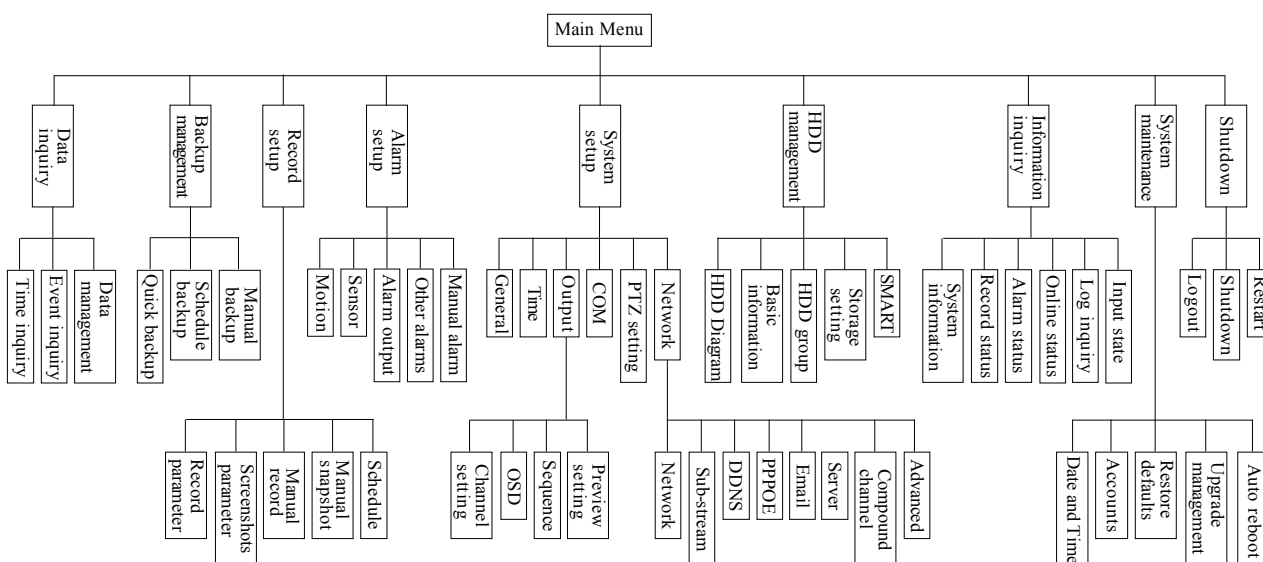 Main Menu
Data
inquiry
Backup
management
Record
setup
Alarm
setup
System
setup
HDD
management
Information
inquiry
System
maintenance
Shutdown
Time inquiry
Event inquiry
Data
management
Quick backup
Schedule
backup
Manual
backup
Motion
Sensor
Alarm output
Other alarms
Manual alarm
General
Time
Output
COM
PTZ setting
Network
HDD Diagram
Basic
information
HDD group
Storage
setting
SMART
System
information
Record status
Alarm status
Online status
Log inquiry
Input state
Logout
Shutdown
Restart
Record
parameter
Screenshots
parameter
Manual
record
Manual
snapshot
Schedule
Channel
setting
OSD
Sequence
Preview
setting
Network
Sub-stream
DDNS
PPPOE
Email
Server
Compound
channel
Advanced
Date and Time
Accounts
Restore
defaults
Upgrade
management
Auto reboot